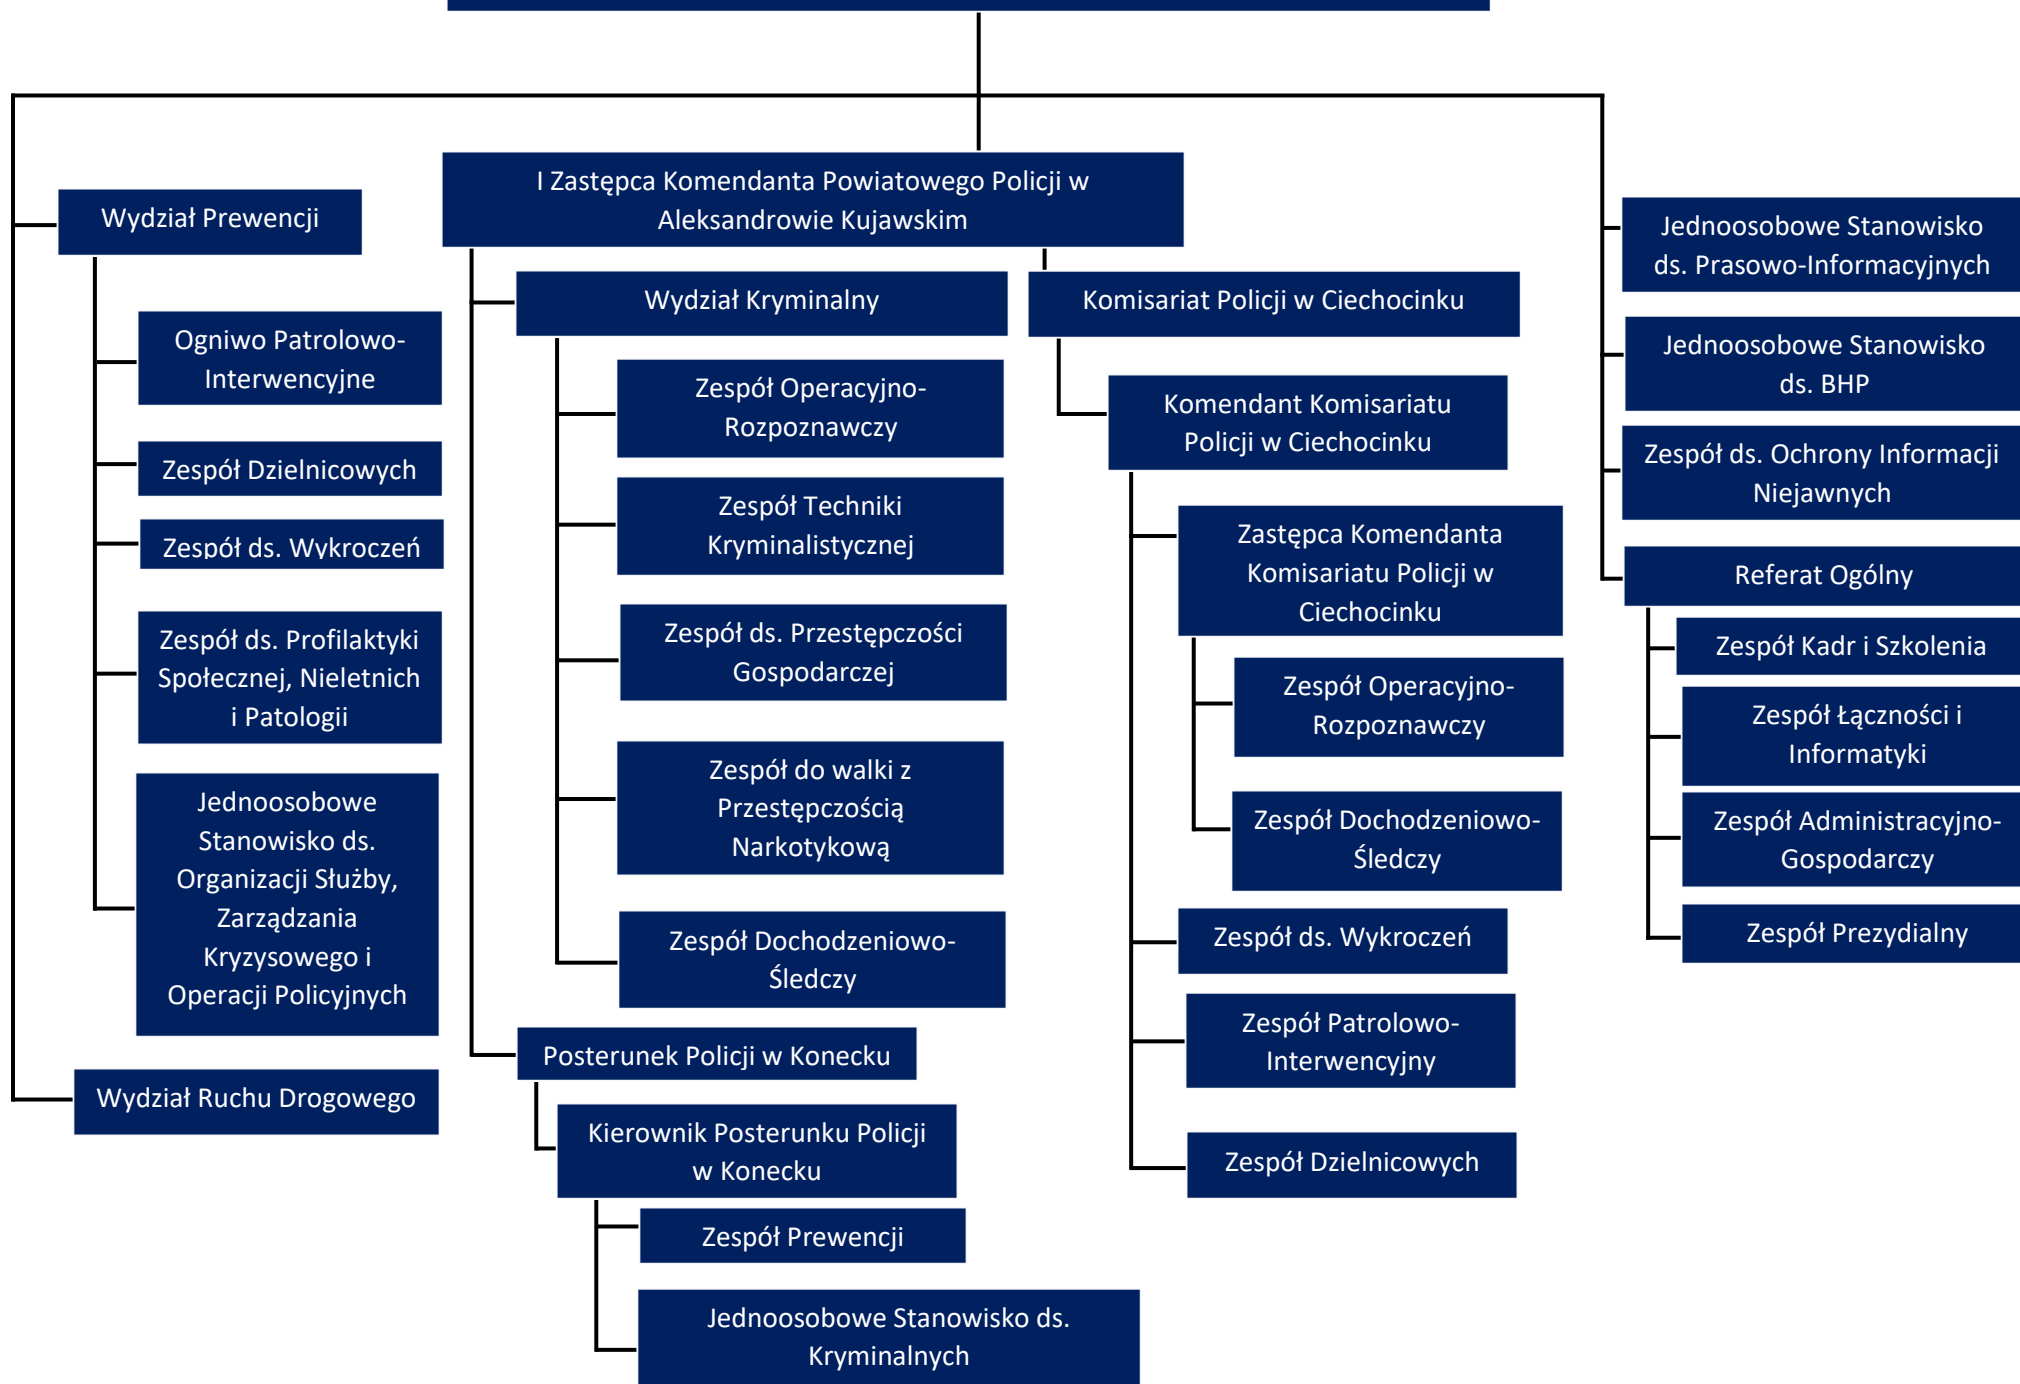 I Zastępca Komendanta Powiatowego Policji w
Aleksandrowie Kujawskim
Wydział Prewencji
Ogniwo Patrolowo-
Interwencyjne
Zespół Dzielnicowych
Zespół ds. Wykroczeń
Zespół ds. Profilaktyki
Społecznej, Nieletnich
i Patologii
Jednoosobowe
Stanowisko ds.
Organizacji Służby,
Zarządzania
Kryzysowego i
Operacji Policyjnych
Wydział Ruchu Drogowego
Wydział Kryminalny
Zespół Operacyjno-
Rozpoznawczy
Zespół Techniki
Kryminalistycznej
Zespół ds. Przestępczości
Gospodarczej
Zespół do walki z
Przestępczością
Narkotykową
Zespół Dochodzeniowo-
Śledczy
Posterunek Policji w Konecku
Kierownik Posterunku Policji
w Konecku
Zespół Prewencji
Jednoosobowe Stanowisko ds.
Kryminalnych
Komisariat Policji w Ciechocinku
Komendant Komisariatu
Policji w Ciechocinku
Zastępca Komendanta
Komisariatu Policji w
Ciechocinku
Zespół Operacyjno-
Rozpoznawczy
Zespół Dochodzeniowo-
Śledczy
Zespół ds. Wykroczeń
Zespół Patrolowo-
Interwencyjny
Zespół Dzielnicowych
Jednoosobowe Stanowisko
ds. Prasowo-Informacyjnych
Jednoosobowe Stanowisko
ds. BHP
Zespół ds. Ochrony Informacji
Niejawnych
Referat Ogólny
Zespół Kadr i Szkolenia
Zespół Łączności i
Informatyki
Zespół Administracyjno-
Gospodarczy
Zespół Prezydialny